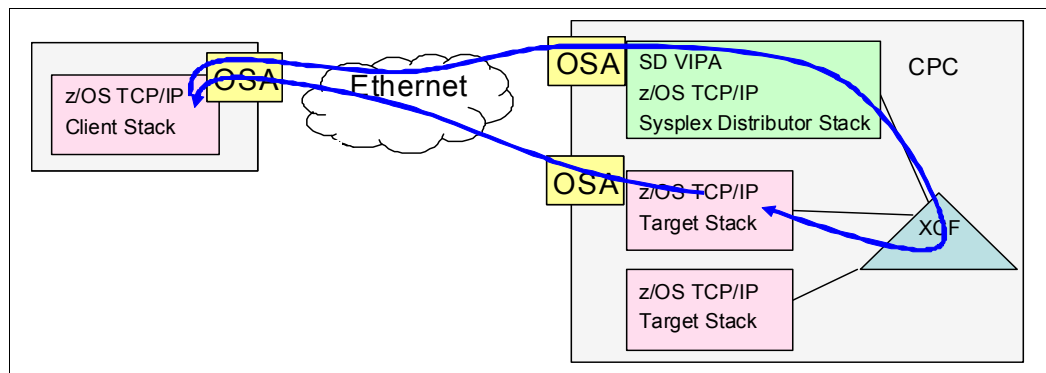 z/OS TCP/IP
Client Stack
OSA
Ethernet
OSA
SD VIPA
z/OS TCP/IP
Sysplex Distributor Stack
CPC
OSA
z/OS TCP/IP
Target Stack
XCF
z/OS TCP/IP
Target Stack